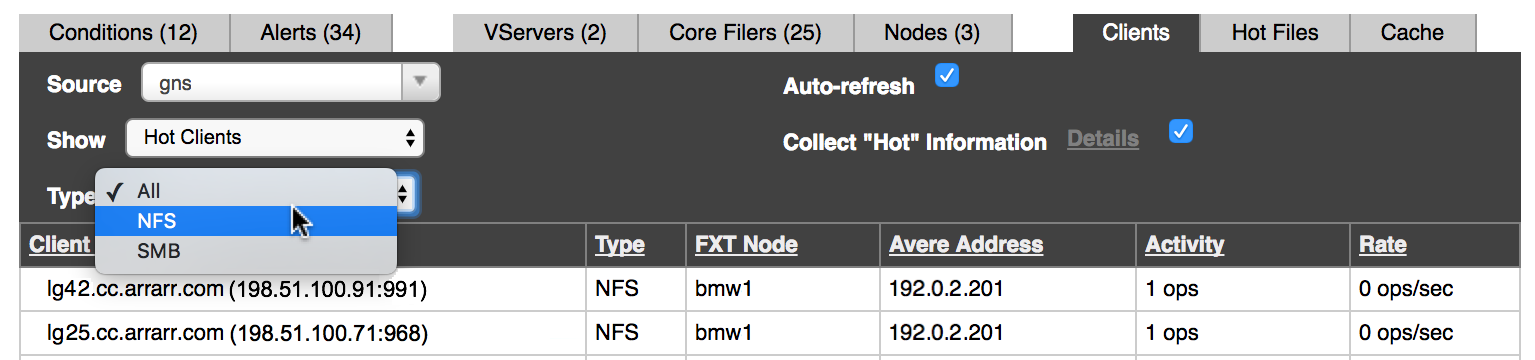 Conditions (12) Alerts (34) VServers (2) Core Filers (25) Nodes (3) Clients Hot Files Cache
Source gns Auto-refresh
Show Hot Clients Collect "Hot" Information Details
Type All
NFS
SMB
Client Type FXT Node Avere Address Activity Rate
lg42.cc.arrarr.com (198.51.100.91:991) NFS bmw1 192.0.2.201 1 ops 0 ops/sec
lg25.cc.arrarr.com (198.51.100.71:968) NFS bmw1 192.0.2.201 1 ops 0 ops/sec